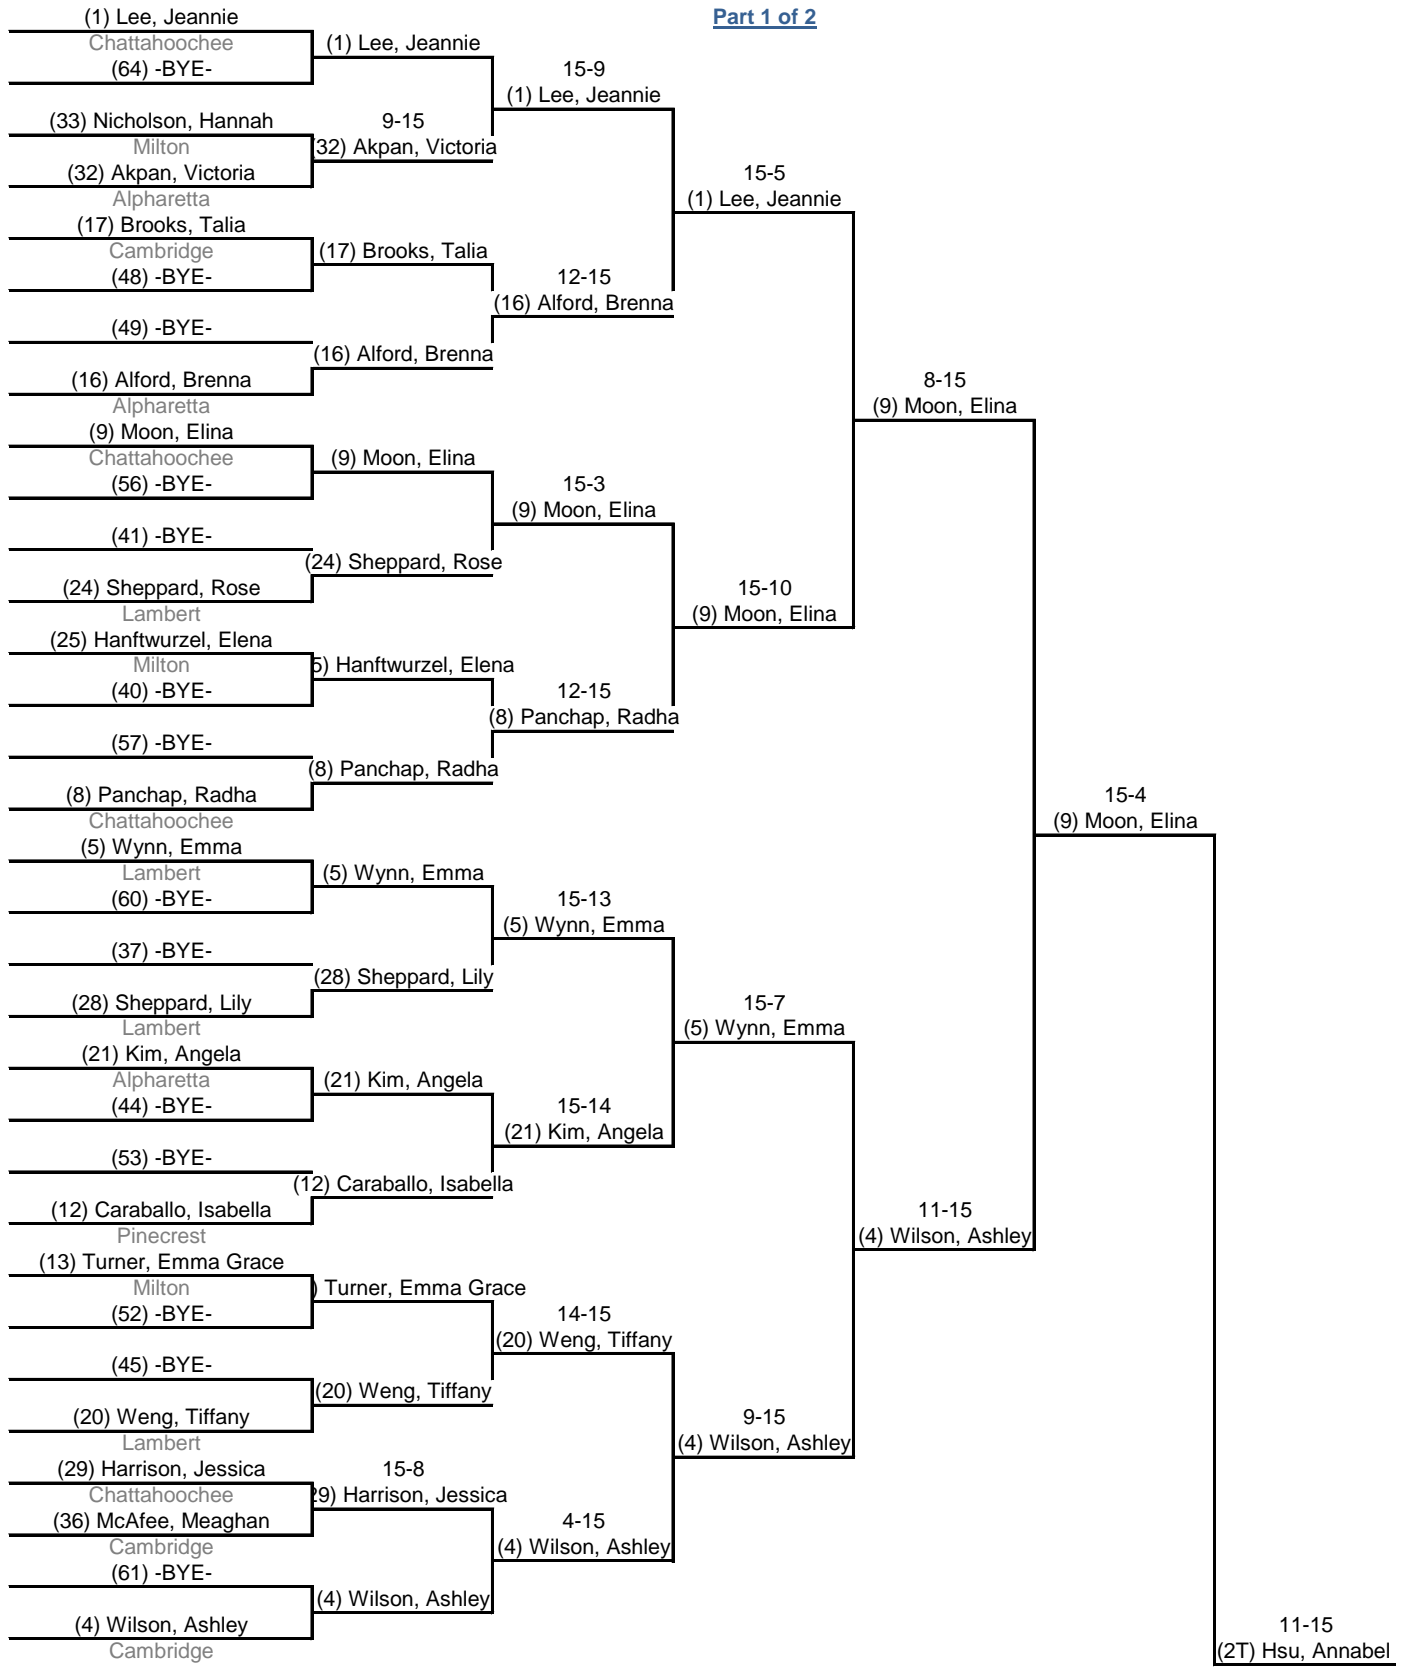 Part 1 of 2
(1) Lee, Jeannie
Chattahoochee
(64) -BYE-
(33) Nicholson, Hannah
Milton
(32) Akpan, Victoria
Alpharetta
(17) Brooks, Talia
Cambridge
(48) -BYE-
(49) -BYE-
(16) Alford, Brenna
Alpharetta
(9) Moon, Elina
Chattahoochee
(56) -BYE-
(41) -BYE-
(24) Sheppard, Rose
Lambert
(25) Hanftwurzel, Elena
Milton
(40) -BYE-
(57) -BYE-
(8) Panchap, Radha
Chattahoochee
(5) Wynn, Emma
Lambert
(60) -BYE-
(37) -BYE-
(28) Sheppard, Lily
Lambert
(21) Kim, Angela
Alpharetta
(44) -BYE-
(53) -BYE-
(12) Caraballo, Isabella
Pinecrest
(13) Turner, Emma Grace
Milton
(52) -BYE-
(45) -BYE-
(20) Weng, Tiffany
Lambert
(29) Harrison, Jessica
Chattahoochee
(36) McAfee, Meaghan
Cambridge
(61) -BYE-
(4) Wilson, Ashley
Cambridge
(1) Lee, Jeannie
9-15
(32) Akpan, Victoria
(17) Brooks, Talia
(16) Alford, Brenna
(9) Moon, Elina
(24) Sheppard, Rose
5) Hanftwurzel, Elena
(8) Panchap, Radha
(5) Wynn, Emma
(28) Sheppard, Lily
(21) Kim, Angela
(12) Caraballo, Isabella
) Turner, Emma Grace
(20) Weng, Tiffany
15-8
29) Harrison, Jessica
(4) Wilson, Ashley
15-9
(1) Lee, Jeannie
12-15
(16) Alford, Brenna
15-3
(9) Moon, Elina
12-15
(8) Panchap, Radha
15-13
(5) Wynn, Emma
15-14
(21) Kim, Angela
14-15
(20) Weng, Tiffany
4-15
(4) Wilson, Ashley
15-5
(1) Lee, Jeannie
15-10
(9) Moon, Elina
15-7
(5) Wynn, Emma
9-15
(4) Wilson, Ashley
8-15
(9) Moon, Elina
11-15
(4) Wilson, Ashley
15-4
(9) Moon, Elina
11-15
(2T) Hsu, Annabel